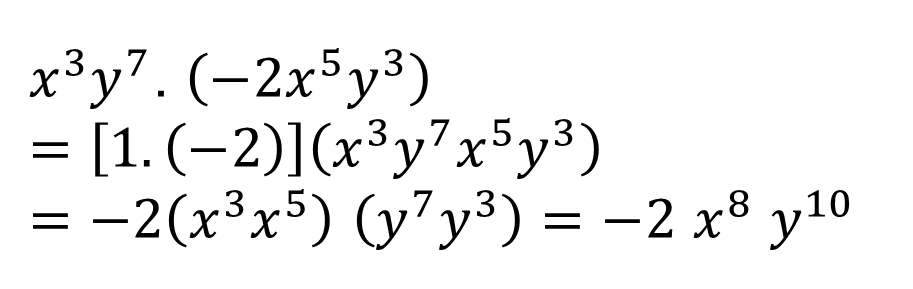 x³y⁷. (−2x⁵y³)
= [1. (−2)](x³y⁷x⁵y³)
= −2(x³x⁵) (y⁷y³) = −2 x⁸ y¹⁰